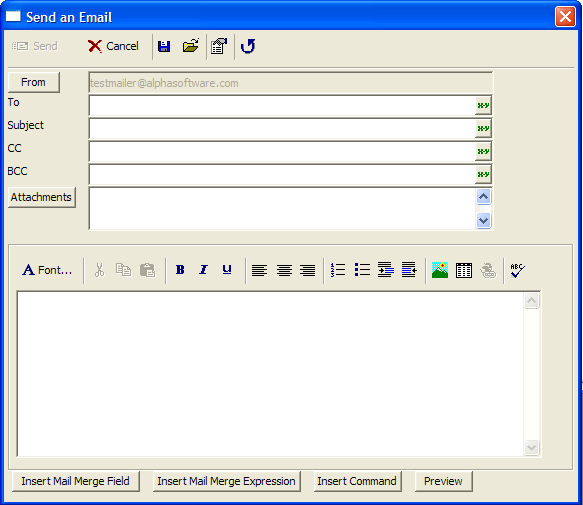 Send an Email
Send Cancel
From testmailer@alphasoftware.com
To
Subject
CC
BCC
Attachments
A Font... B I U ABC
Insert Mail Merge Field Insert Mail Merge Expression Insert Command Preview